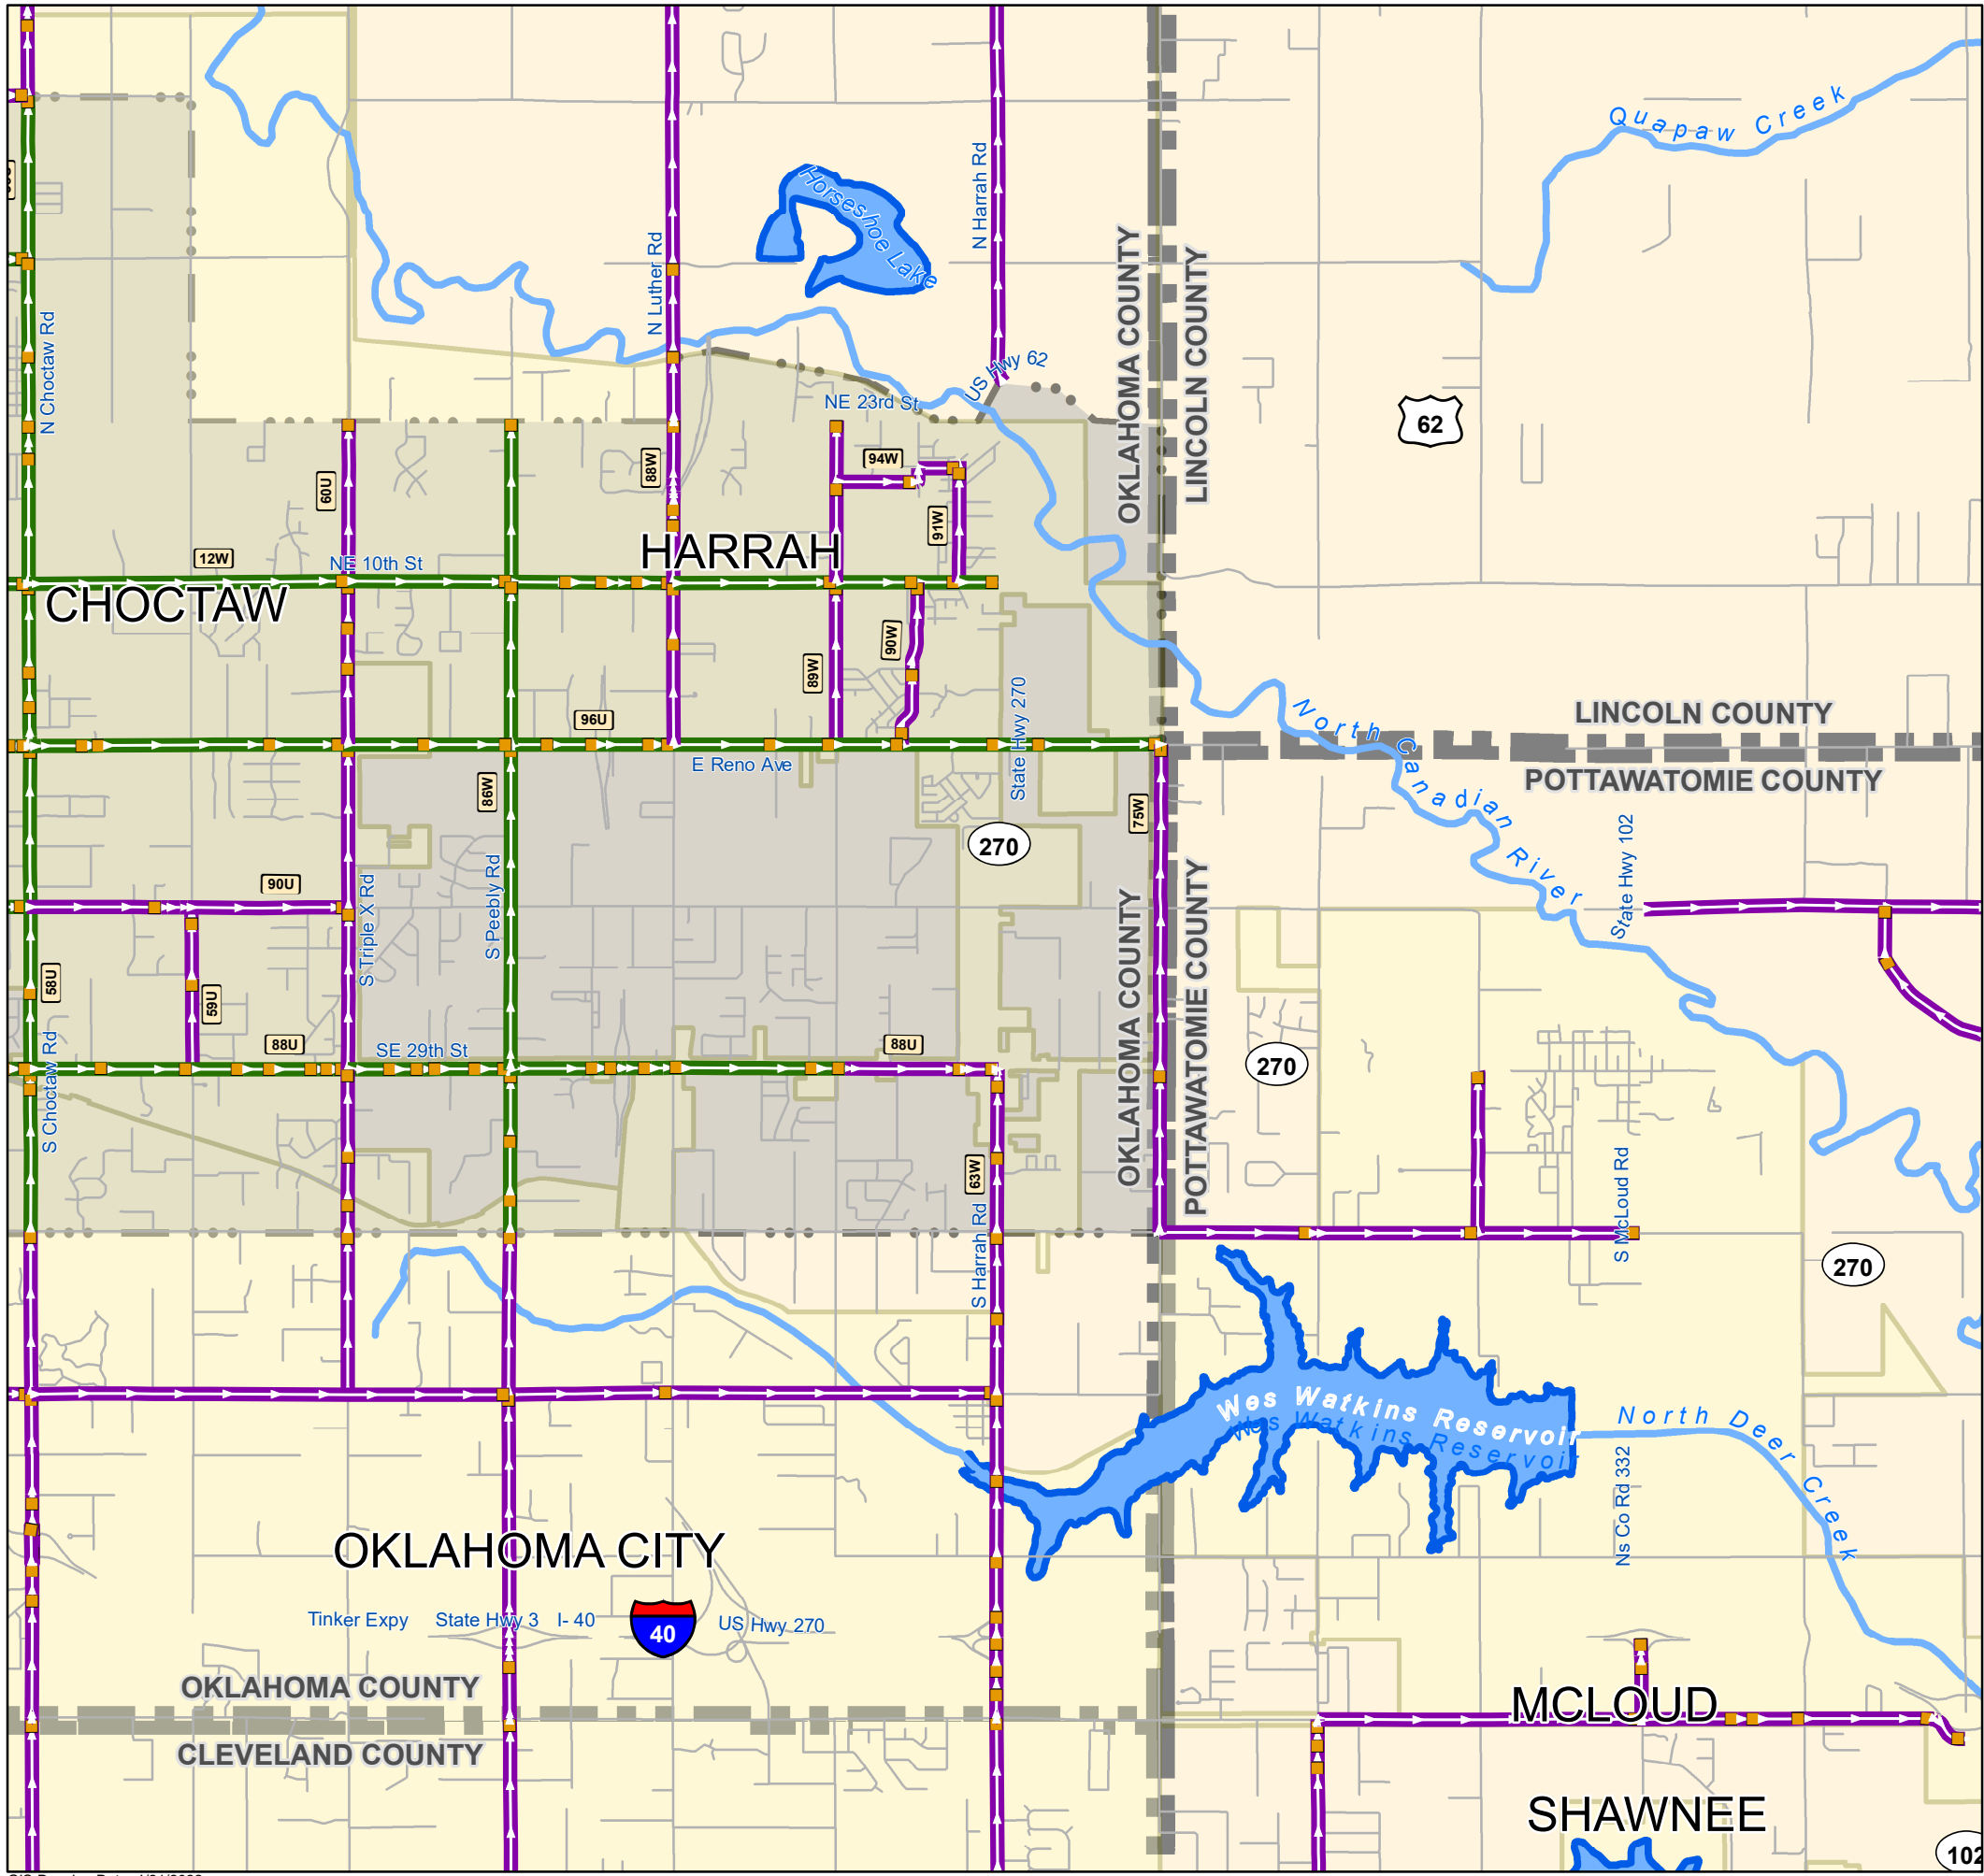 Quapaw Creek
Horseshoe Lake
N Harrah Rd
N Luther Rd
N Choctaw Rd
OKLAHOMA COUNTY
LINCOLN COUNTY
US Hwy 62
NE 23rd St
62
94W
88W
60U
91W
HARRAH
12W
NE 10th St
CHOCTAW
90W
89W
State Hwy 270
North Canadian River
LINCOLN COUNTY
POTTAWATOMIE COUNTY
96U
E Reno Ave
86W
75W
270
State Hwy 102
90U
S Triple X Rd
S Peebly Rd
OKLAHOMA COUNTY
POTTAWATOMIE COUNTY
58U
59U
88U
SE 29th St
88U
270
S Choctaw Rd
63W
S McLoud Rd
S Harrah Rd
270
Wes Watkins Reservoir
Wes Watkins Reservoir
North Deer Creek
Ns Co Rd 332
OKLAHOMA CITY
Tinker Expy
State Hwy 3
I- 40
40
US Hwy 270
OKLAHOMA COUNTY
CLEVELAND COUNTY
MCLOUD
SHAWNEE
102